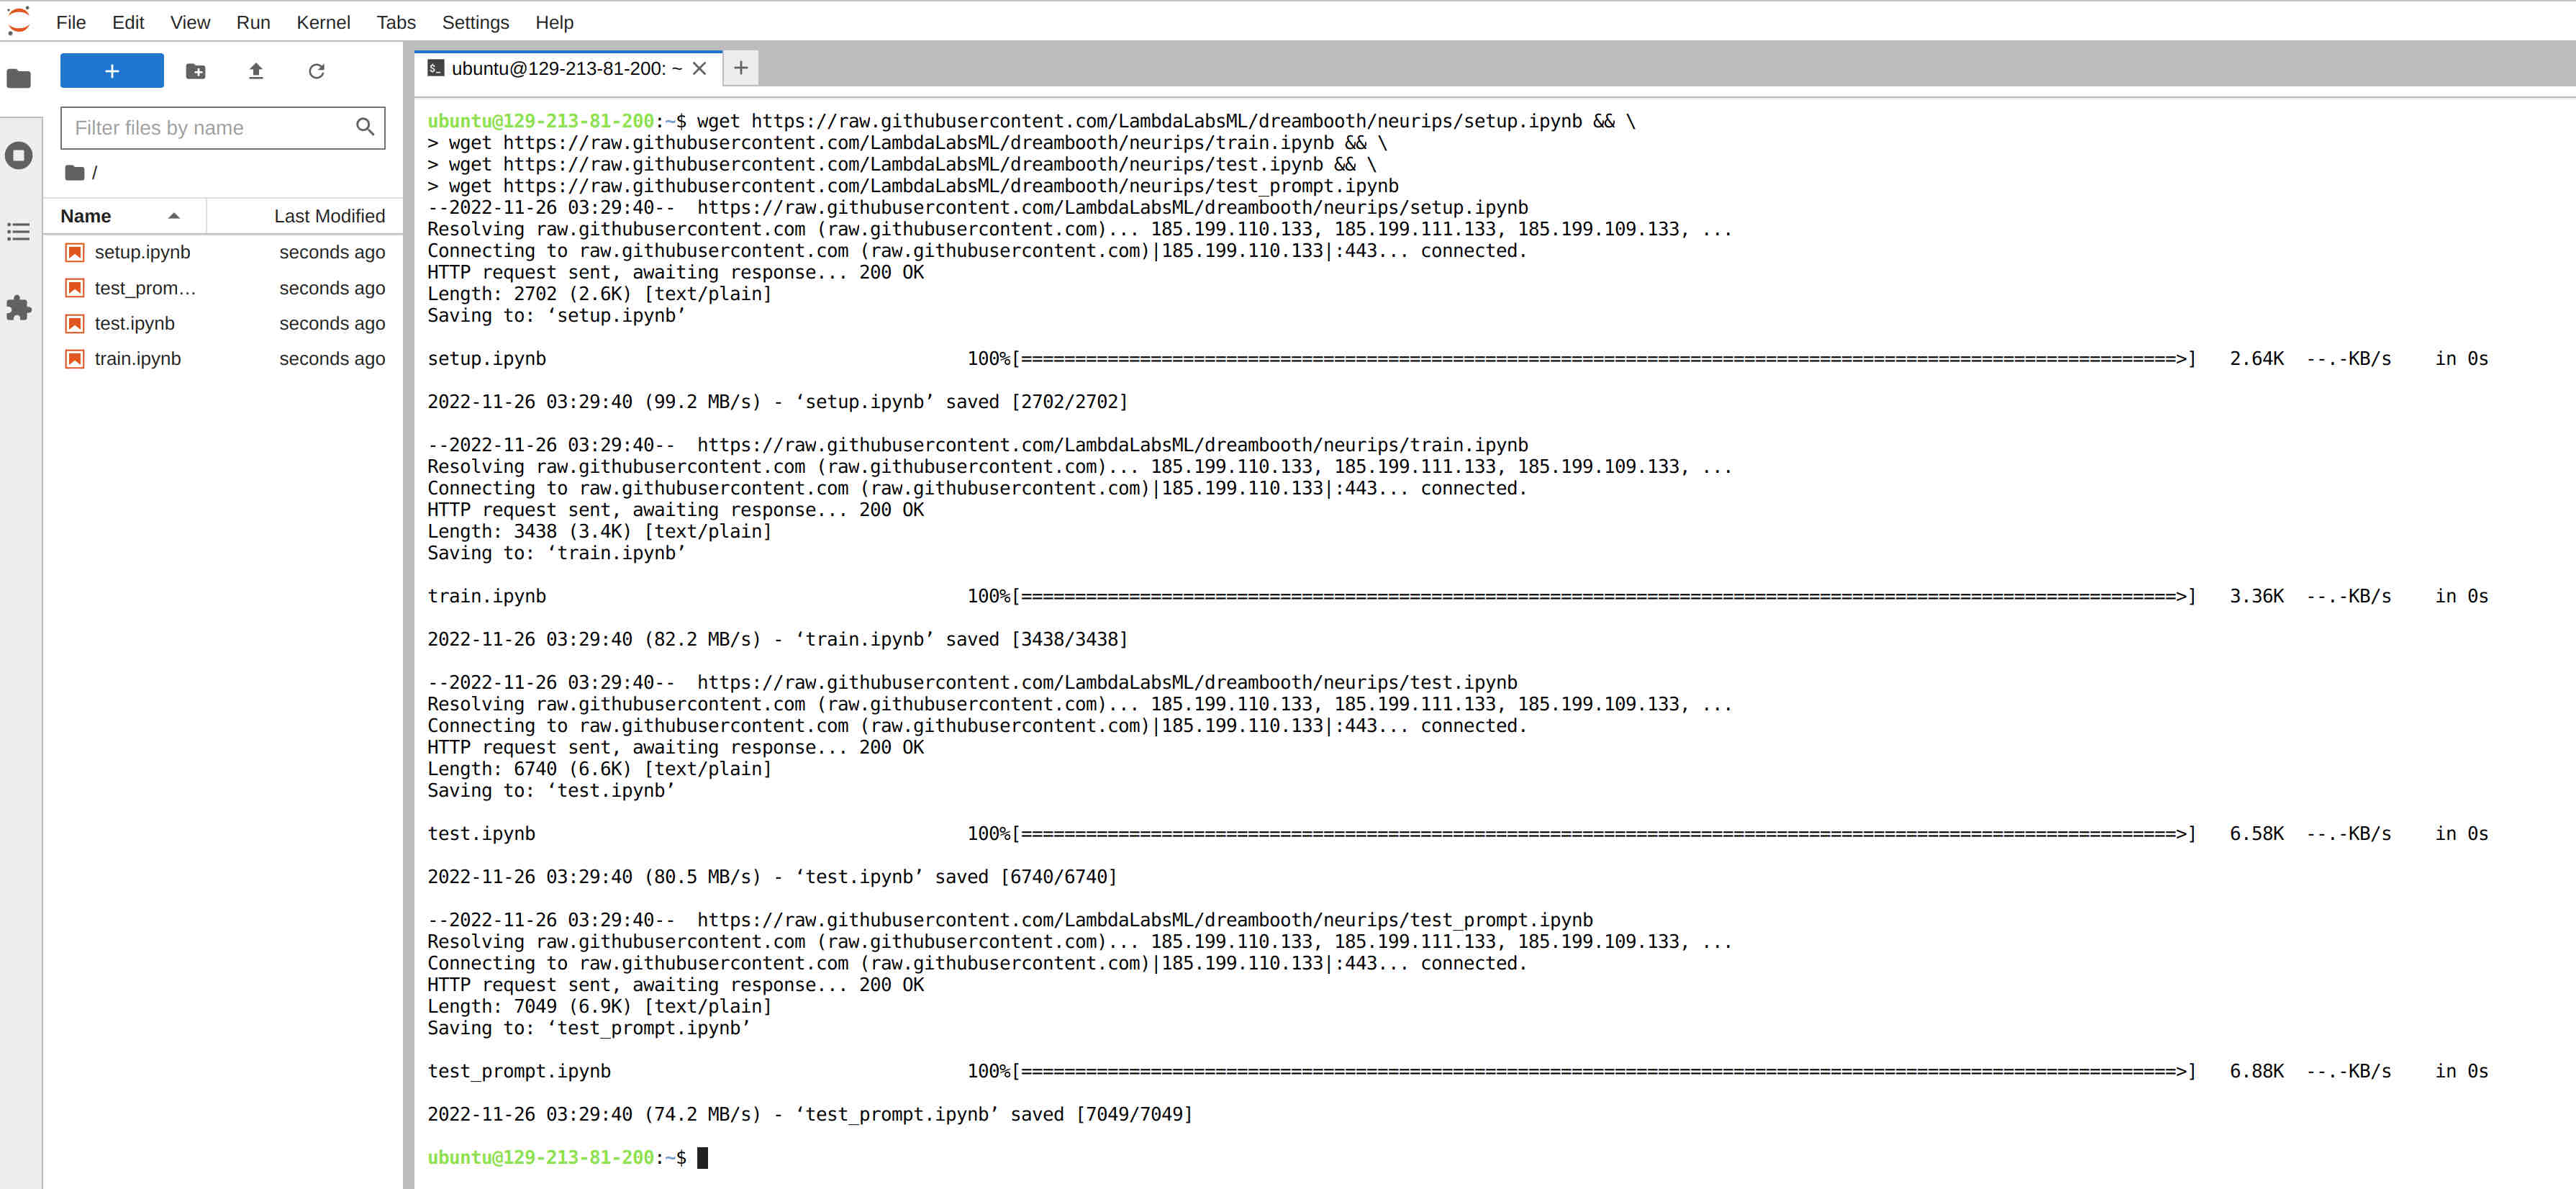 File Edit View Run Kernel Tabs Settings Help
Filter files by name
/
Name Last Modified
setup.ipynb seconds ago
test_prom… seconds ago
test.ipynb seconds ago
train.ipynb seconds ago
ubuntu@129-213-81-200: ~
ubuntu@129-213-81-200:~$ wget https://raw.githubusercontent.com/LambdaLabsML/dreambooth/neurips/setup.ipynb && \
> wget https://raw.githubusercontent.com/LambdaLabsML/dreambooth/neurips/train.ipynb && \
> wget https://raw.githubusercontent.com/LambdaLabsML/dreambooth/neurips/test.ipynb && \
> wget https://raw.githubusercontent.com/LambdaLabsML/dreambooth/neurips/test_prompt.ipynb
--2022-11-26 03:29:40-- https://raw.githubusercontent.com/LambdaLabsML/dreambooth/neurips/setup.ipynb
Resolving raw.githubusercontent.com (raw.githubusercontent.com)... 185.199.110.133, 185.199.111.133, 185.199.109.133, ...
Connecting to raw.githubusercontent.com (raw.githubusercontent.com)|185.199.110.133|:443... connected.
HTTP request sent, awaiting response... 200 OK
Length: 2702 (2.6K) [text/plain]
Saving to: ‘setup.ipynb’
setup.ipynb 100%[===========================================================================================================>] 2.64K --.-KB/s in 0s
2022-11-26 03:29:40 (99.2 MB/s) - ‘setup.ipynb’ saved [2702/2702]
--2022-11-26 03:29:40-- https://raw.githubusercontent.com/LambdaLabsML/dreambooth/neurips/train.ipynb
Resolving raw.githubusercontent.com (raw.githubusercontent.com)... 185.199.110.133, 185.199.111.133, 185.199.109.133, ...
Connecting to raw.githubusercontent.com (raw.githubusercontent.com)|185.199.110.133|:443... connected.
HTTP request sent, awaiting response... 200 OK
Length: 3438 (3.4K) [text/plain]
Saving to: ‘train.ipynb’
train.ipynb 100%[===========================================================================================================>] 3.36K --.-KB/s in 0s
2022-11-26 03:29:40 (82.2 MB/s) - ‘train.ipynb’ saved [3438/3438]
--2022-11-26 03:29:40-- https://raw.githubusercontent.com/LambdaLabsML/dreambooth/neurips/test.ipynb
Resolving raw.githubusercontent.com (raw.githubusercontent.com)... 185.199.110.133, 185.199.111.133, 185.199.109.133, ...
Connecting to raw.githubusercontent.com (raw.githubusercontent.com)|185.199.110.133|:443... connected.
HTTP request sent, awaiting response... 200 OK
Length: 6740 (6.6K) [text/plain]
Saving to: ‘test.ipynb’
test.ipynb 100%[===========================================================================================================>] 6.58K --.-KB/s in 0s
2022-11-26 03:29:40 (80.5 MB/s) - ‘test.ipynb’ saved [6740/6740]
--2022-11-26 03:29:40-- https://raw.githubusercontent.com/LambdaLabsML/dreambooth/neurips/test_prompt.ipynb
Resolving raw.githubusercontent.com (raw.githubusercontent.com)... 185.199.110.133, 185.199.111.133, 185.199.109.133, ...
Connecting to raw.githubusercontent.com (raw.githubusercontent.com)|185.199.110.133|:443... connected.
HTTP request sent, awaiting response... 200 OK
Length: 7049 (6.9K) [text/plain]
Saving to: ‘test_prompt.ipynb’
test_prompt.ipynb 100%[===========================================================================================================>] 6.88K --.-KB/s in 0s
2022-11-26 03:29:40 (74.2 MB/s) - ‘test_prompt.ipynb’ saved [7049/7049]
ubuntu@129-213-81-200:~$